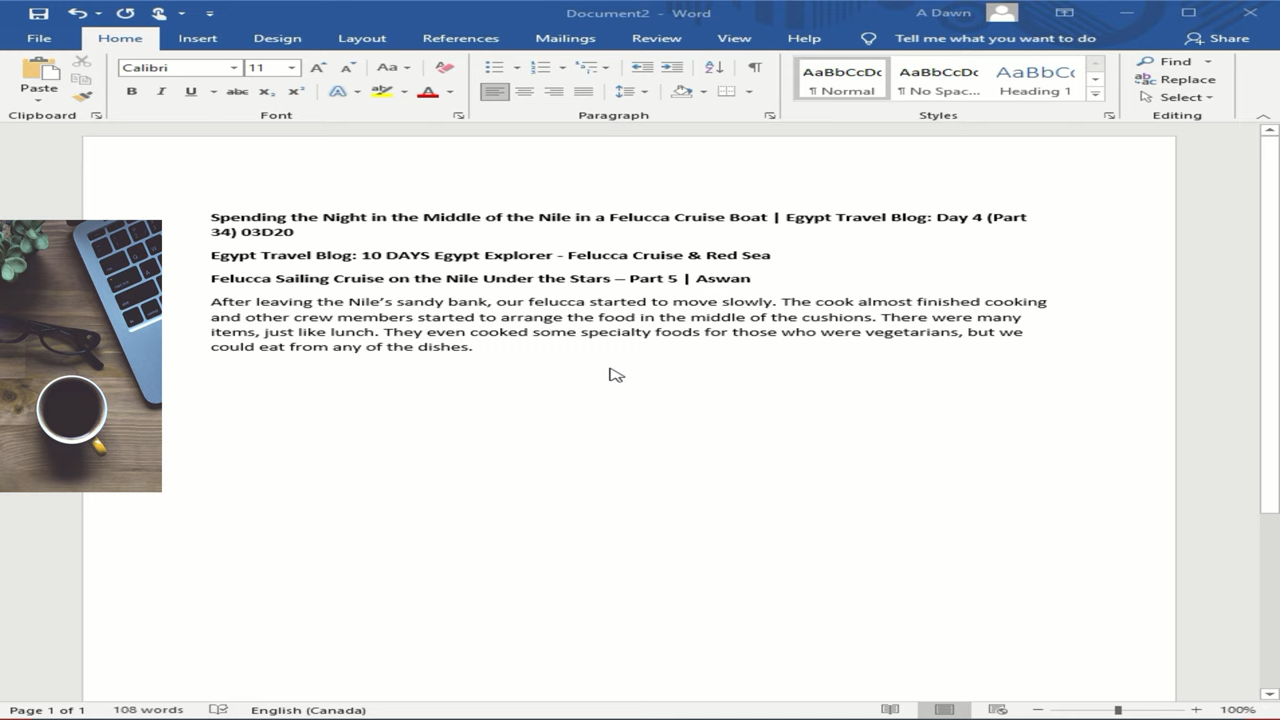 Document2 - Word
A Dawn
File Home Insert Design Layout References Mailings Review View Help Tell me what you want to do Share
Paste
Calibri 11
Aa
B I U abc x₂ x² A ab A
AaBbCcDc AaBbCcDc AaBbC
¶ Normal ¶ No Spac... Heading 1
Find
Replace
Select
Clipboard Font Paragraph Styles Editing
Spending the Night in the Middle of the Nile in a Felucca Cruise Boat | Egypt Travel Blog: Day 4 (Part
34) 03D20
Egypt Travel Blog: 10 DAYS Egypt Explorer - Felucca Cruise & Red Sea
Felucca Sailing Cruise on the Nile Under the Stars – Part 5 | Aswan
After leaving the Nile’s sandy bank, our felucca started to move slowly. The cook almost finished cooking
and other crew members started to arrange the food in the middle of the cushions. There were many
items, just like lunch. They even cooked some specialty foods for those who were vegetarians, but we
could eat from any of the dishes.
Page 1 of 1 108 words English (Canada) 100%